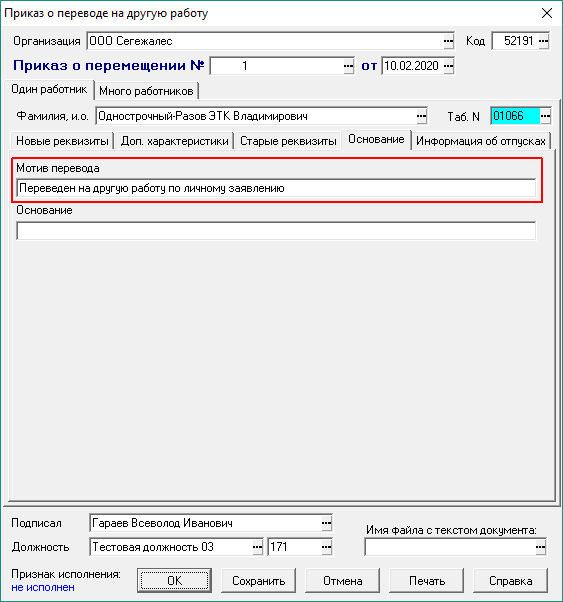 Приказ о переводе на другую работу
Организация ООО Сегежалес ... Код 52191 ...
Приказ о перемещении № 1 ... от 10.02.2020 ...
Один работник Много работников
Фамилия, и.о. Однострочный-Разов ЭТК Владимирович ... Таб. N 01066 ...
Новые реквизиты Доп. характеристики Старые реквизиты Основание Информация об отпусках
Мотив перевода
Переведен на другую работу по личному заявлению
Основание
Подписал Гараев Всеволод Иванович ...
Имя файла с текстом документа:
Должность Тестовая должность 03 ... 171 ... ...
Признак исполнения:
не исполнен
OK Сохранить Отмена Печать Справка